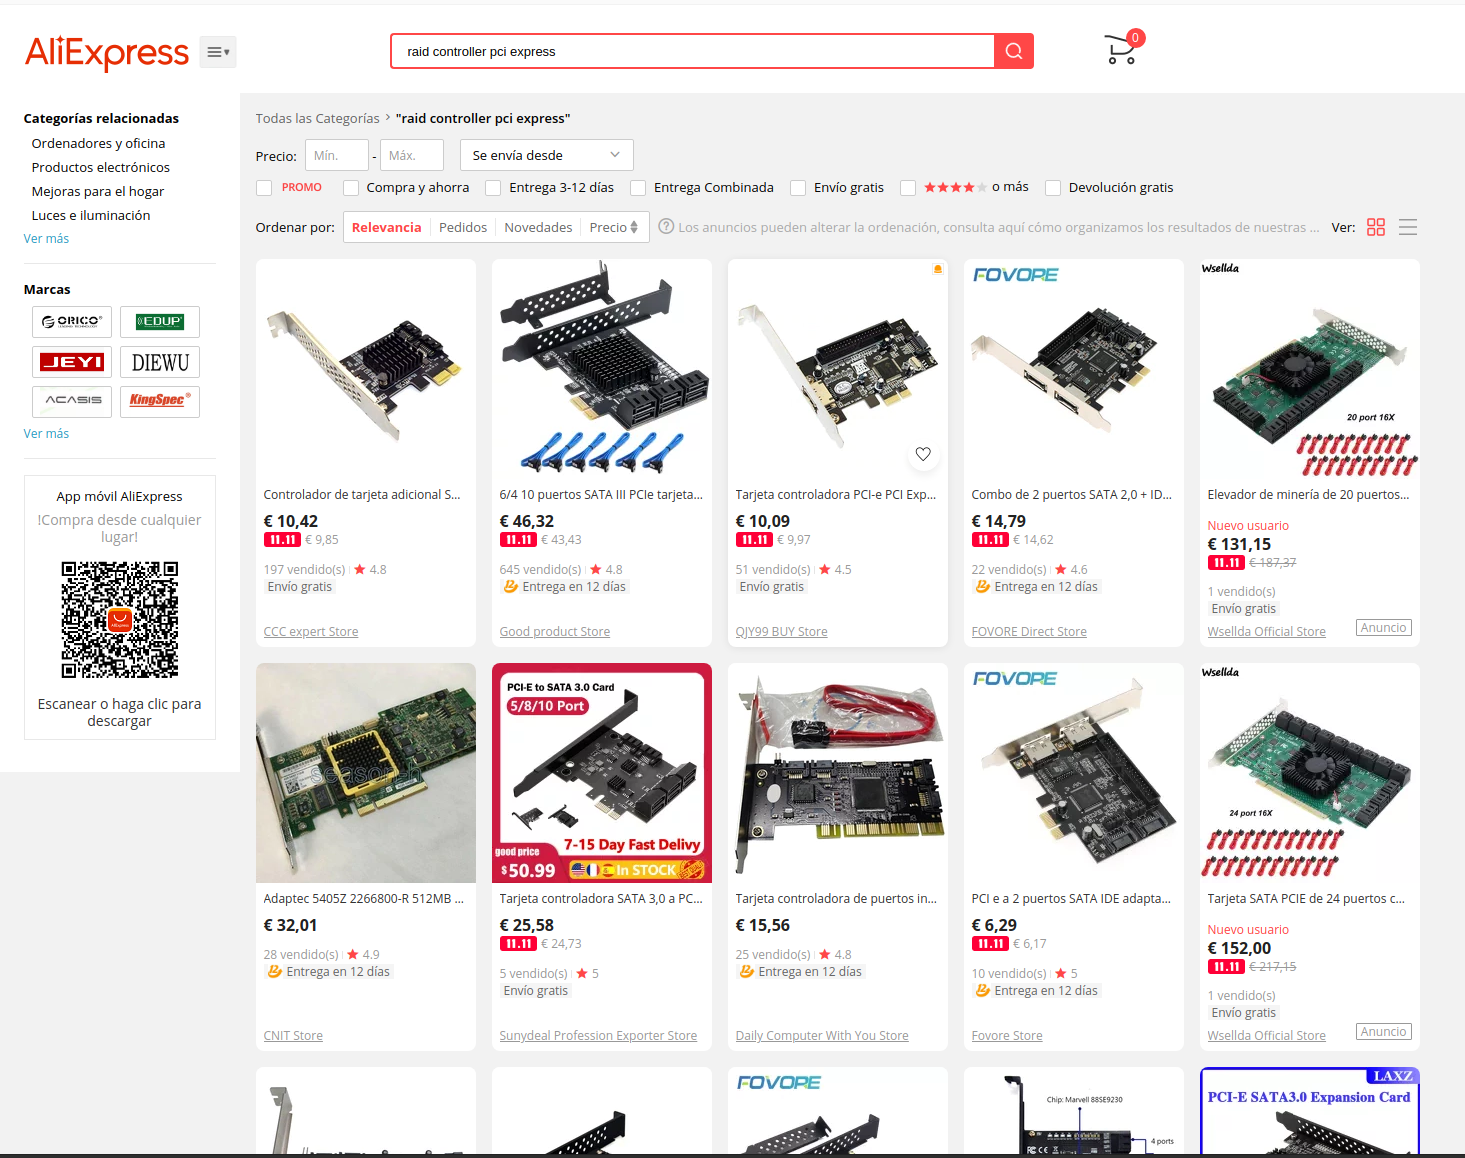 AliExpress
raid controller pci express
0
Categorías relacionadas
Ordenadores y oficina
Productos electrónicos
Mejoras para el hogar
Luces e iluminación
Ver más
Marcas
ORICO
EDUP
JEYI
DIEWU
ACASIS
KingSpec
Ver más
App móvil AliExpress
!Compra desde cualquier
lugar!
Escanear o haga clic para
descargar
Todas las Categorías > "raid controller pci express"
Precio: Mín. - Máx. Se envía desde
PROMO Compra y ahorra Entrega 3-12 días Entrega Combinada Envío gratis o más Devolución gratis
Ordenar por: Relevancia Pedidos Novedades Precio Los anuncios pueden alterar la ordenación, consulta aquí cómo organizamos los resultados de nuestras ... Ver:
Controlador de tarjeta adicional S...
€ 10,42
11.11 € 9,85
197 vendido(s) 4.8
Envío gratis
CCC expert Store
6/4 10 puertos SATA III PCIe tarjeta...
€ 46,32
11.11 € 43,43
645 vendido(s) 4.8
Entrega en 12 días
Good product Store
Tarjeta controladora PCI-e PCI Exp...
€ 10,09
11.11 € 9,97
51 vendido(s) 4.5
Envío gratis
QJY99 BUY Store
FOVORE
Combo de 2 puertos SATA 2,0 + ID...
€ 14,79
11.11 € 14,62
22 vendido(s) 4.6
Entrega en 12 días
FOVORE Direct Store
Wsellda
20 port 16X
Elevador de minería de 20 puertos...
Nuevo usuario
€ 131,15
11.11 € 187,37
1 vendido(s)
Envío gratis
Wsellda Official Store
Anuncio
Adaptec 5405Z 2266800-R 512MB ...
€ 32,01
28 vendido(s) 4.9
Entrega en 12 días
CNIT Store
PCI-E to SATA 3.0 Card
5/8/10 Port
7-15 Day Fast Delivy
good price
$50.99
In STOCK
Tarjeta controladora SATA 3,0 a PC...
€ 25,58
11.11 € 24,73
5 vendido(s) 5
Envío gratis
Sunydeal Profession Exporter Store
Tarjeta controladora de puertos in...
€ 15,56
25 vendido(s) 4.8
Entrega en 12 días
Daily Computer With You Store
FOVORE
PCI e a 2 puertos SATA IDE adapta...
€ 6,29
11.11 € 6,17
10 vendido(s) 5
Entrega en 12 días
Fovore Store
Wsellda
24 port 16X
Tarjeta SATA PCIE de 24 puertos c...
Nuevo usuario
€ 152,00
11.11 € 217,15
1 vendido(s)
Envío gratis
Wsellda Official Store
Anuncio
FOVORE
Chip: Marvell 88SE9230
4 ports
LAXZ
PCI-E SATA3.0 Expansion Card